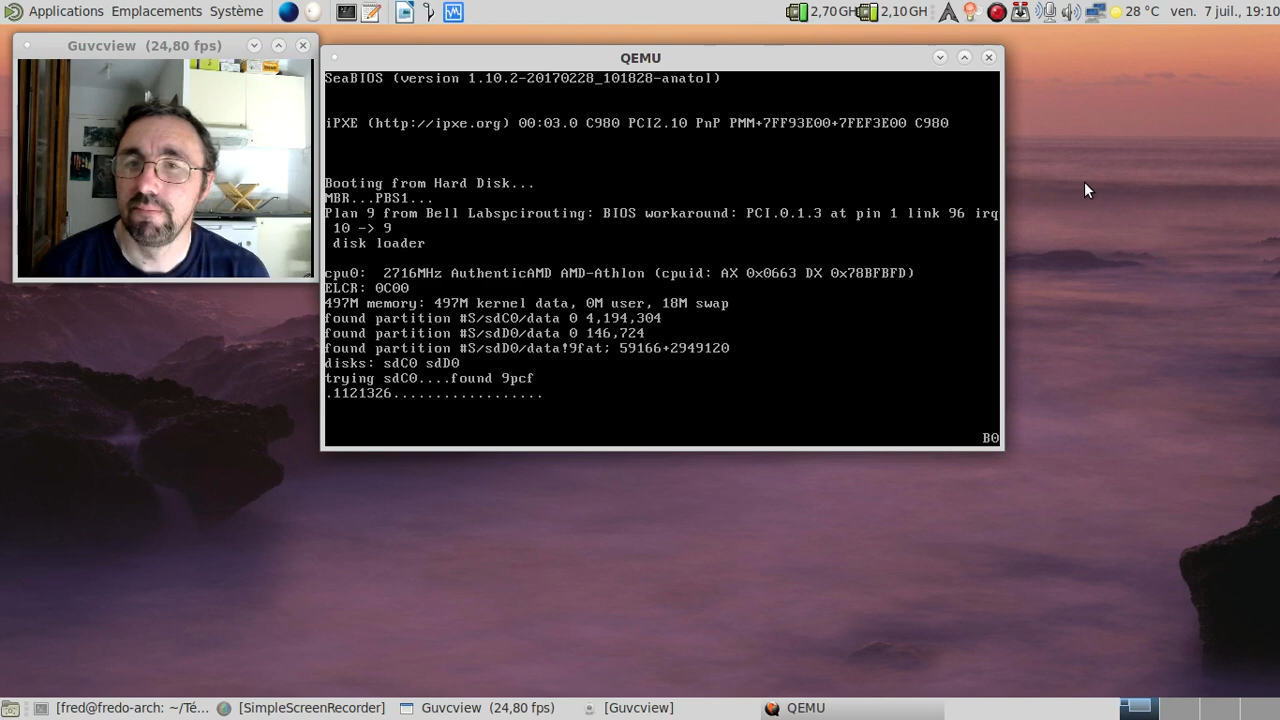 Applications Emplacements Système
2,70 GH 2,10 GH 28 °C ven. 7 juil., 19:10
Guvcview (24,80 fps)
QEMU
SeaBIOS (version 1.10.2-20170228_101828-anatol)
iPXE (http://ipxe.org) 00:03.0 C980 PCI2.10 PnP PMM+7FF93E00+7FEF3E00 C980
Booting from Hard Disk...
MBR...PBS1...
Plan 9 from Bell Labspcirouting: BIOS workaround: PCI.0.1.3 at pin 1 link 96 irq
10 -> 9
disk loader
cpu0: 2716MHz AuthenticAMD AMD-Athlon (cpuid: AX 0x0663 DX 0x78BFBFD)
ELCR: 0C00
497M memory: 497M kernel data, 0M user, 18M swap
found partition #S/sdC0/data 0 4,194,304
found partition #S/sdD0/data 0 146,724
found partition #S/sdD0/data!9fat; 59166+2949120
disks: sdC0 sdD0
trying sdC0....found 9pcf
.1121326..................
B0
[fred@fredo-arch: ~/Té... [SimpleScreenRecorder] Guvcview (24,80 fps) [Guvcview] QEMU